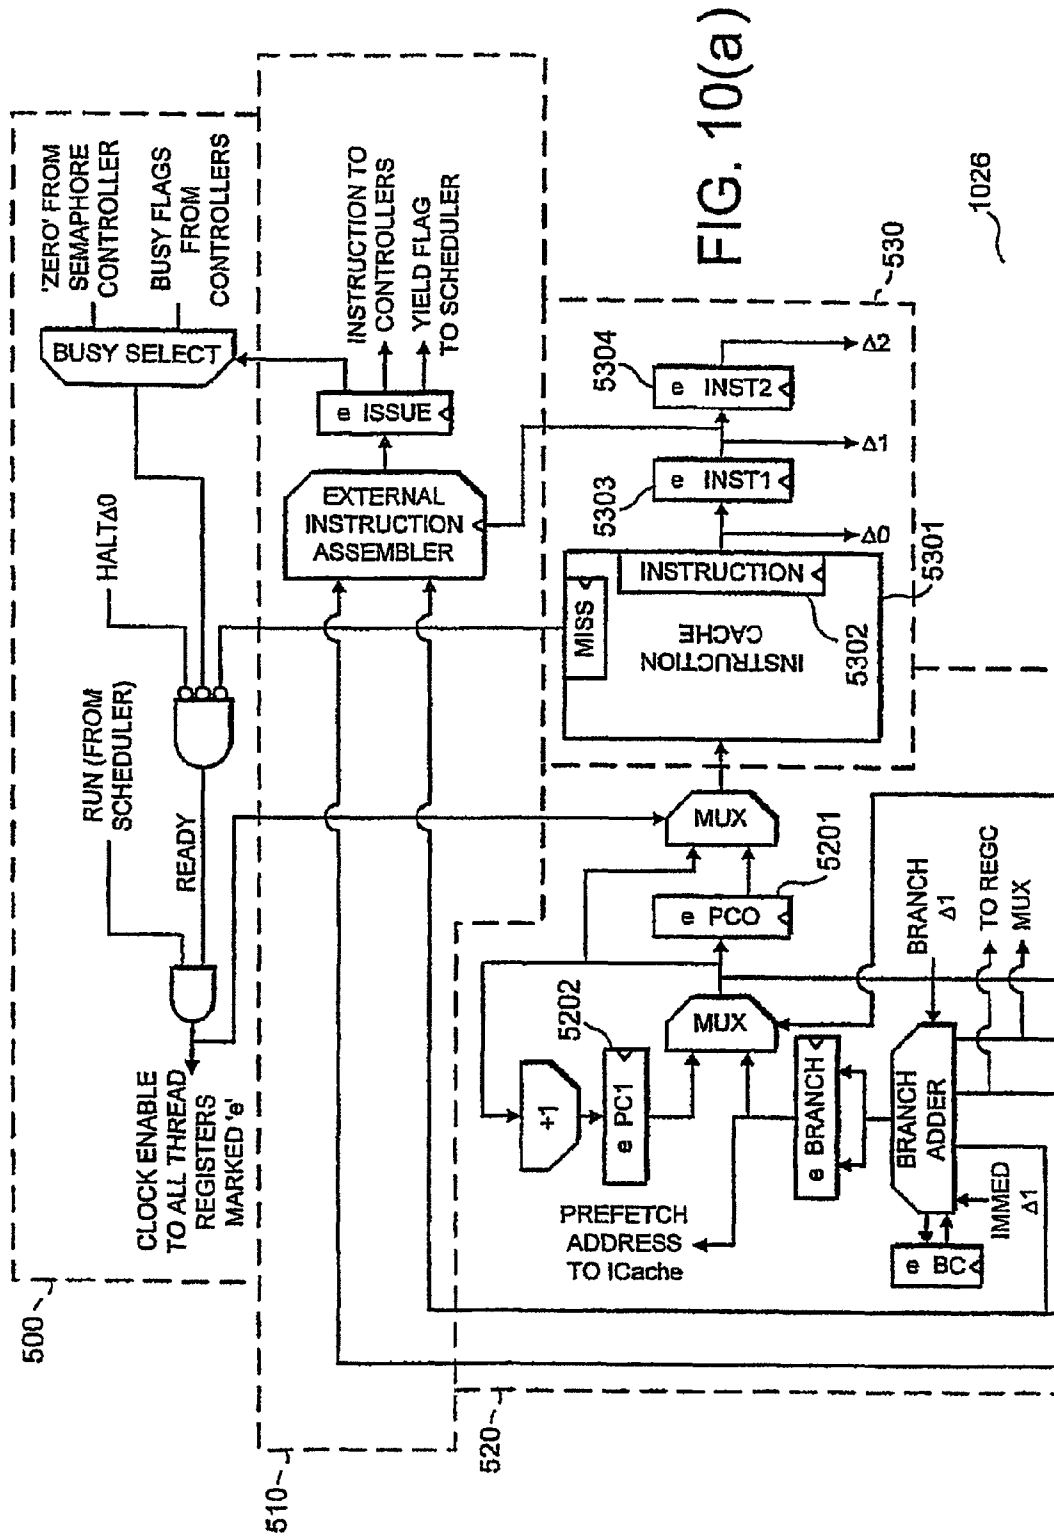 'ZERO' FROM
SEMAPHORE
CONTROLLER
BUSY FLAGS
FROM
CONTROLLERS
BUSY SELECT
HALTΔ0
RUN (FROM
SCHEDULER)
READY
CLOCK ENABLE
TO ALL THREAD
REGISTERS
MARKED 'e'
500
INSTRUCTION TO
CONTROLLERS
YIELD FLAG
TO SCHEDULER
e ISSUE
EXTERNAL
INSTRUCTION
ASSEMBLER
510
520
530
5304
e INST2
Δ2
5303
e INST1
Δ1
Δ0
5301
INSTRUCTION
5302
MISS
INSTRUCTION
CACHE
MUX
5201
e PCO
MUX
5202
+1
e PC1
PREFETCH
ADDRESS
TO ICache
e BRANCH
BRANCH
Δ1
TO REGC
MUX
BRANCH
ADDER
IMMED
Δ1
e BC
FIG. 10(a)
1026